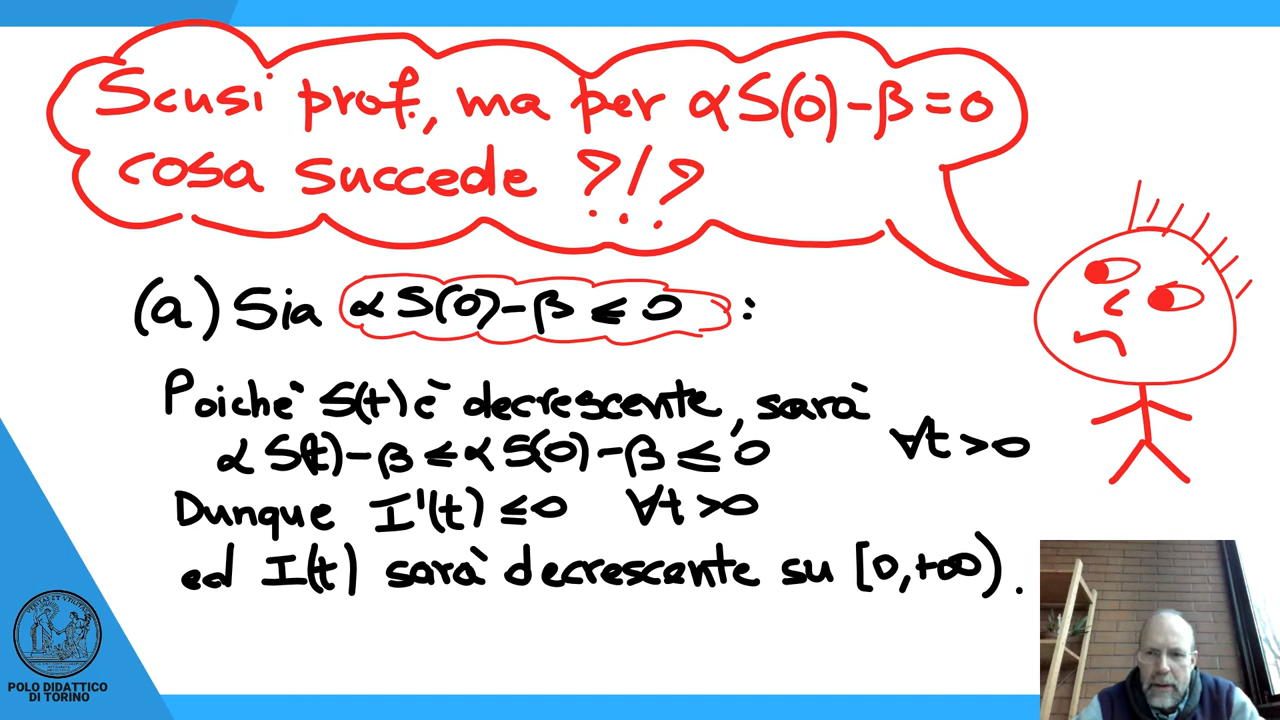 Scusi prof., ma per αS(0)-β=0
cosa succede ?!?
(a) Sia αS(0)-β ≤ 0 :
Poichè S(t) è decrescente, sarà
αS(t)-β ≤ αS(0)-β ≤ 0 ∀t>0
Dunque I'(t) ≤0 ∀t>0
ed I(t) sarà decrescente su [0,+∞).
POLO DIDATTICO
DI TORINO